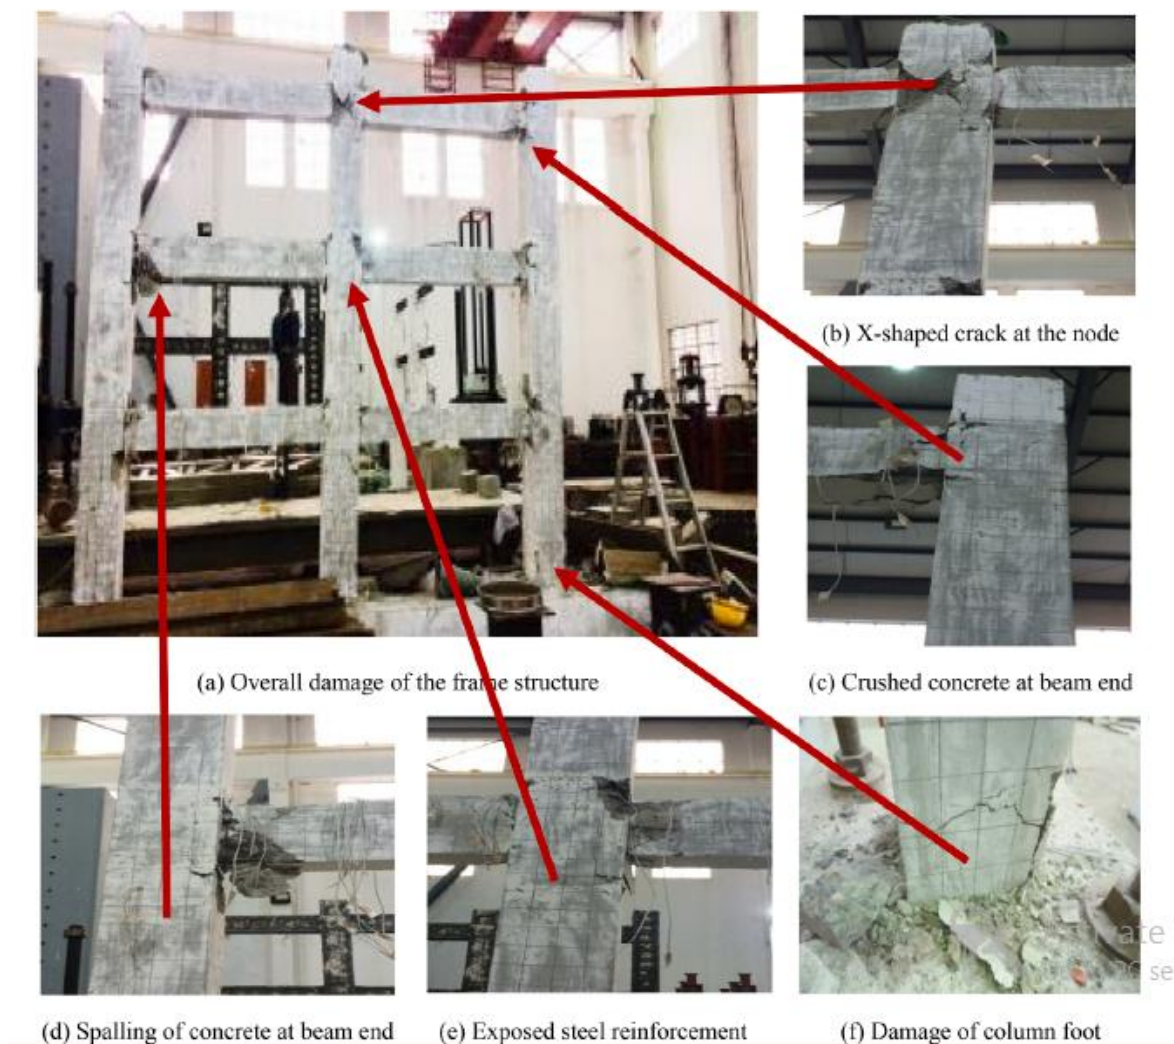 (b) X-shaped crack at the node
(a) Overall damage of the frame structure
(c) Crushed concrete at beam end
(d) Spalling of concrete at beam end
(e) Exposed steel reinforcement
(f) Damage of column foot